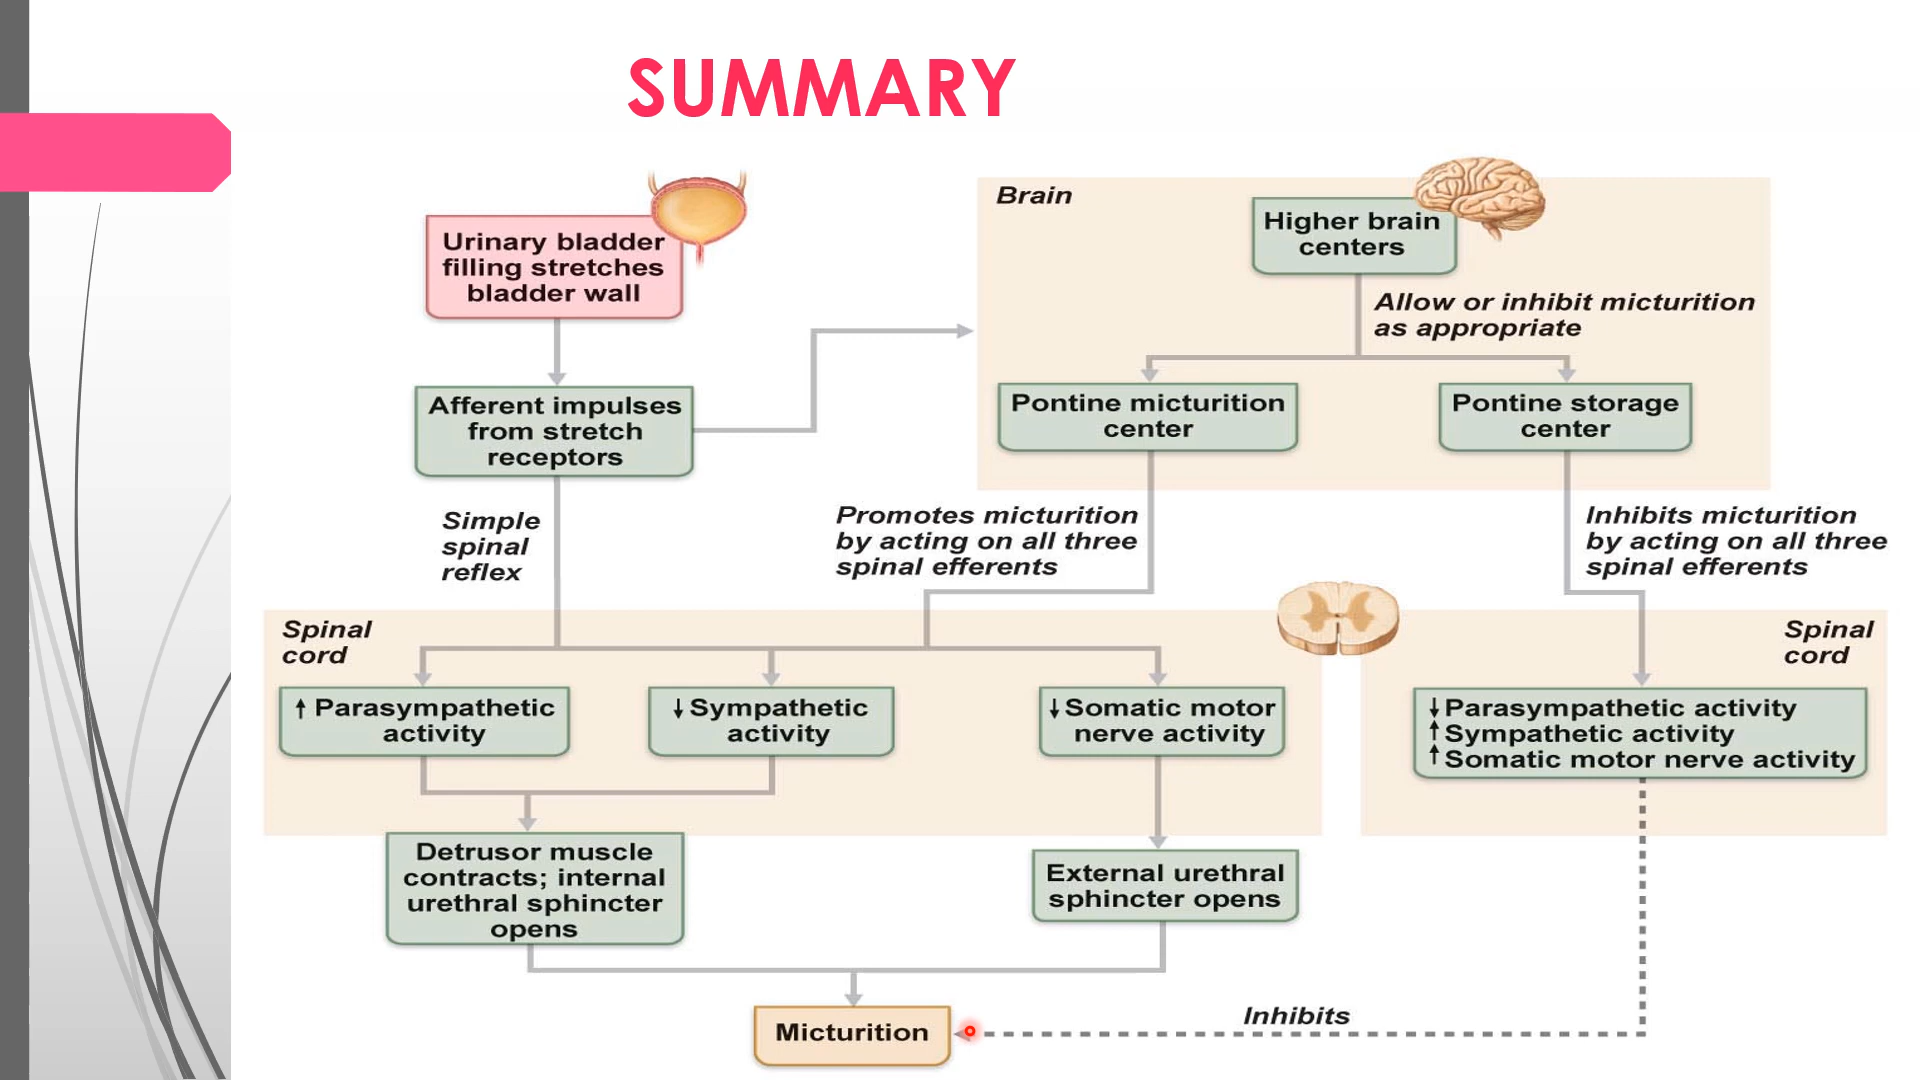 SUMMARY
Urinary bladder
filling stretches
bladder wall
Afferent impulses
from stretch
receptors
Brain
Higher brain
centers
Allow or inhibit micturition
as appropriate
Pontine micturition
center
Pontine storage
center
Simple
spinal
reflex
Promotes micturition
by acting on all three
spinal efferents
Inhibits micturition
by acting on all three
spinal efferents
Spinal
cord
Spinal
cord
↑ Parasympathetic
activity
↓ Sympathetic
activity
↓ Somatic motor
nerve activity
↓ Parasympathetic activity
↑ Sympathetic activity
↑ Somatic motor nerve activity
Detrusor muscle
contracts; internal
urethral sphincter
opens
External urethral
sphincter opens
Micturition
Inhibits